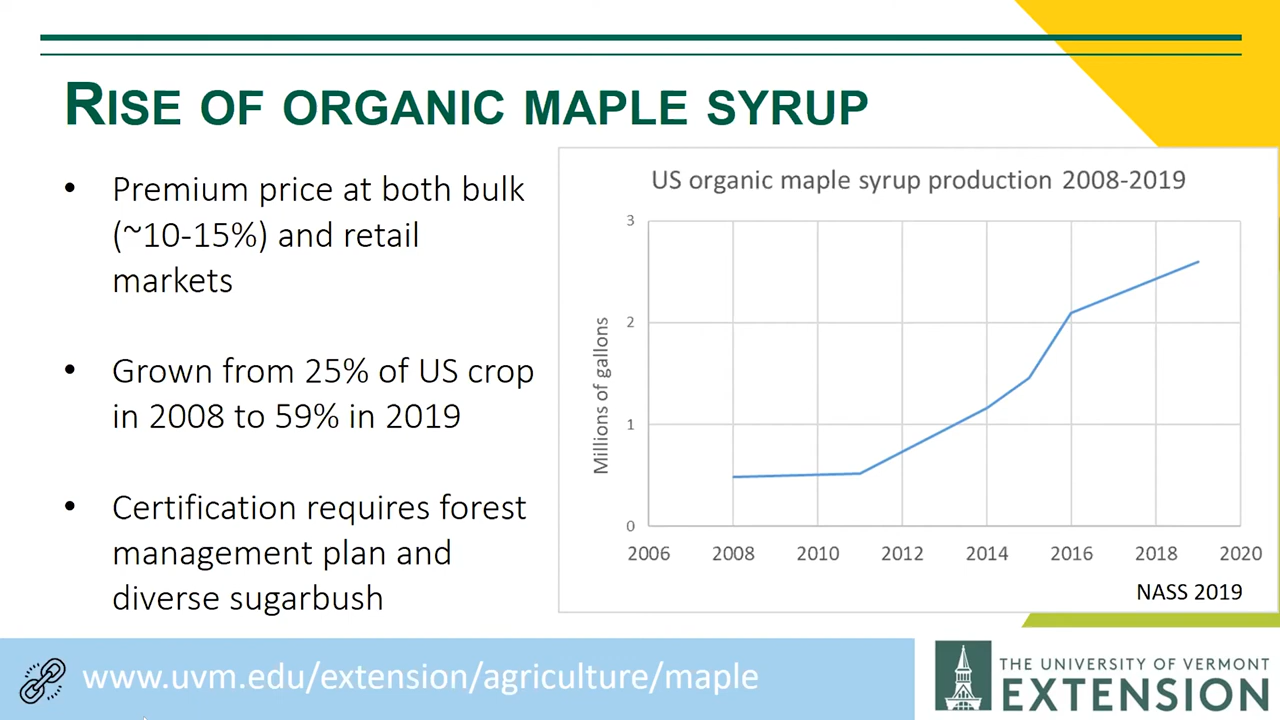 RISE OF ORGANIC MAPLE SYRUP
• Premium price at both bulk
(~10-15%) and retail
markets
• Grown from 25% of US crop
in 2008 to 59% in 2019
• Certification requires forest
management plan and
diverse sugarbush
US organic maple syrup production 2008-2019
Millions of gallons
3
2
1
0
2006 2008 2010 2012 2014 2016 2018 2020
NASS 2019
www.uvm.edu/extension/agriculture/maple
THE UNIVERSITY OF VERMONT
EXTENSION